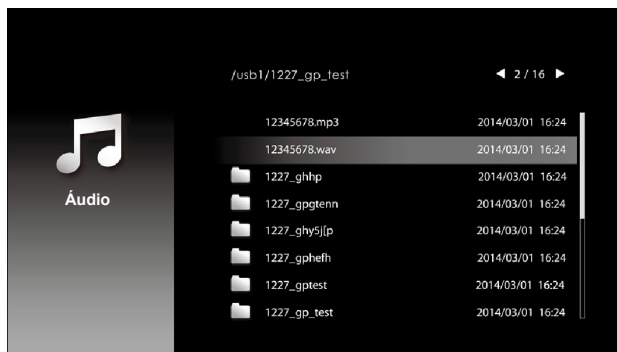 /usb1/1227_gp_test ◀ 2 / 16 ▶
12345678.mp3 2014/03/01 16:24
12345678.wav 2014/03/01 16:24
1227_ghhp 2014/03/01 16:24
1227_gpgtenn 2014/03/01 16:24
Áudio
1227_ghy5j[p 2014/03/01 16:24
1227_gphefh 2014/03/01 16:24
1227_gptest 2014/03/01 16:24
1227_gp_test 2014/03/01 16:24